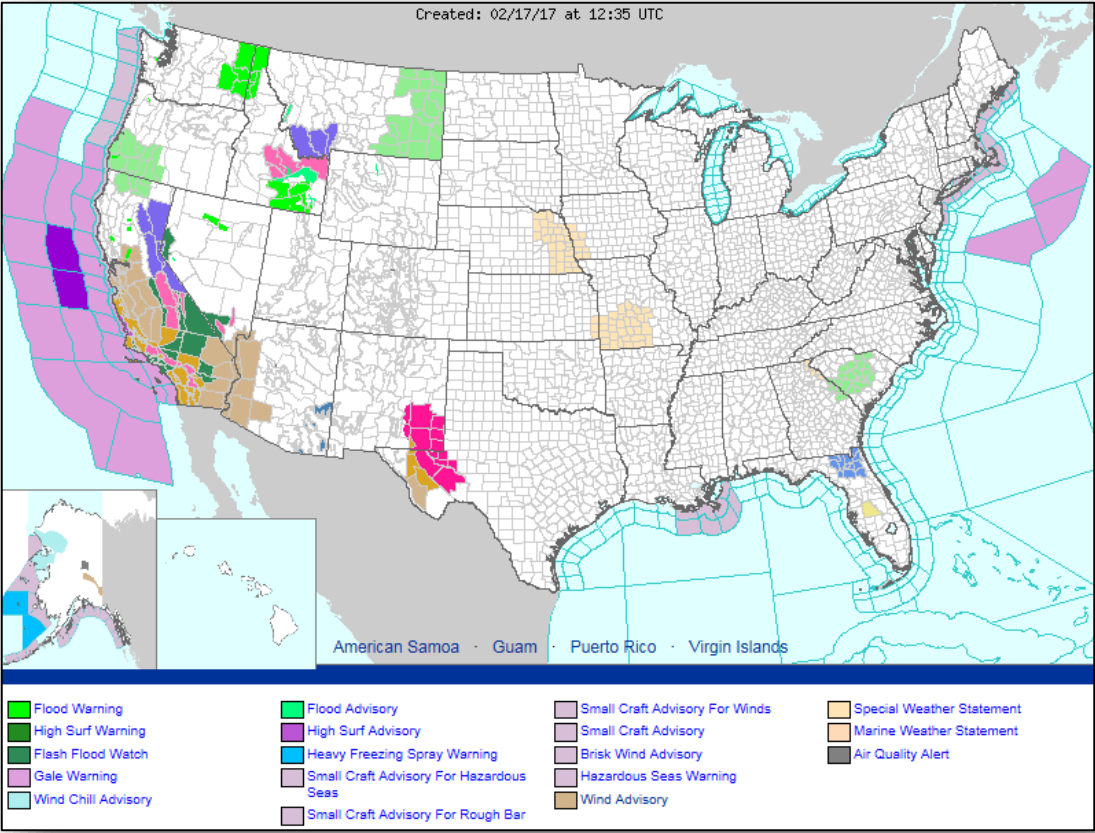 Created: 02/17/17 at 12:35 UTC
American Samoa · Guam · Puerto Rico · Virgin Islands
Flood Warning
High Surf Warning
Flash Flood Watch
Gale Warning
Wind Chill Advisory
Flood Advisory
High Surf Advisory
Heavy Freezing Spray Warning
Small Craft Advisory For Hazardous
Seas
Small Craft Advisory For Rough Bar
Small Craft Advisory For Winds
Small Craft Advisory
Brisk Wind Advisory
Hazardous Seas Warning
Wind Advisory
Special Weather Statement
Marine Weather Statement
Air Quality Alert